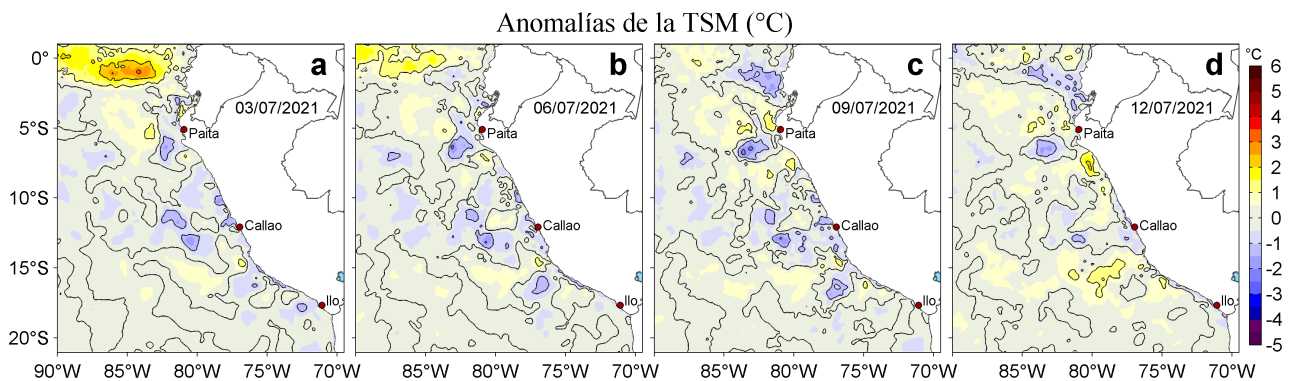 Anomalías de la TSM (°C)
a
b
c
d
°C
03/07/2021
06/07/2021
09/07/2021
12/07/2021
Paita
Paita
Paita
Paita
Callao
Callao
Callao
Callao
Ilo
Ilo
Ilo
Ilo
0°
5°S
10°S
15°S
20°S
90°W 85°W 80°W 75°W 70°W
85°W 80°W 75°W 70°W
85°W 80°W 75°W 70°W
85°W 80°W 75°W 70°W
6
5
4
3
2
1
0
-1
-2
-3
-4
-5